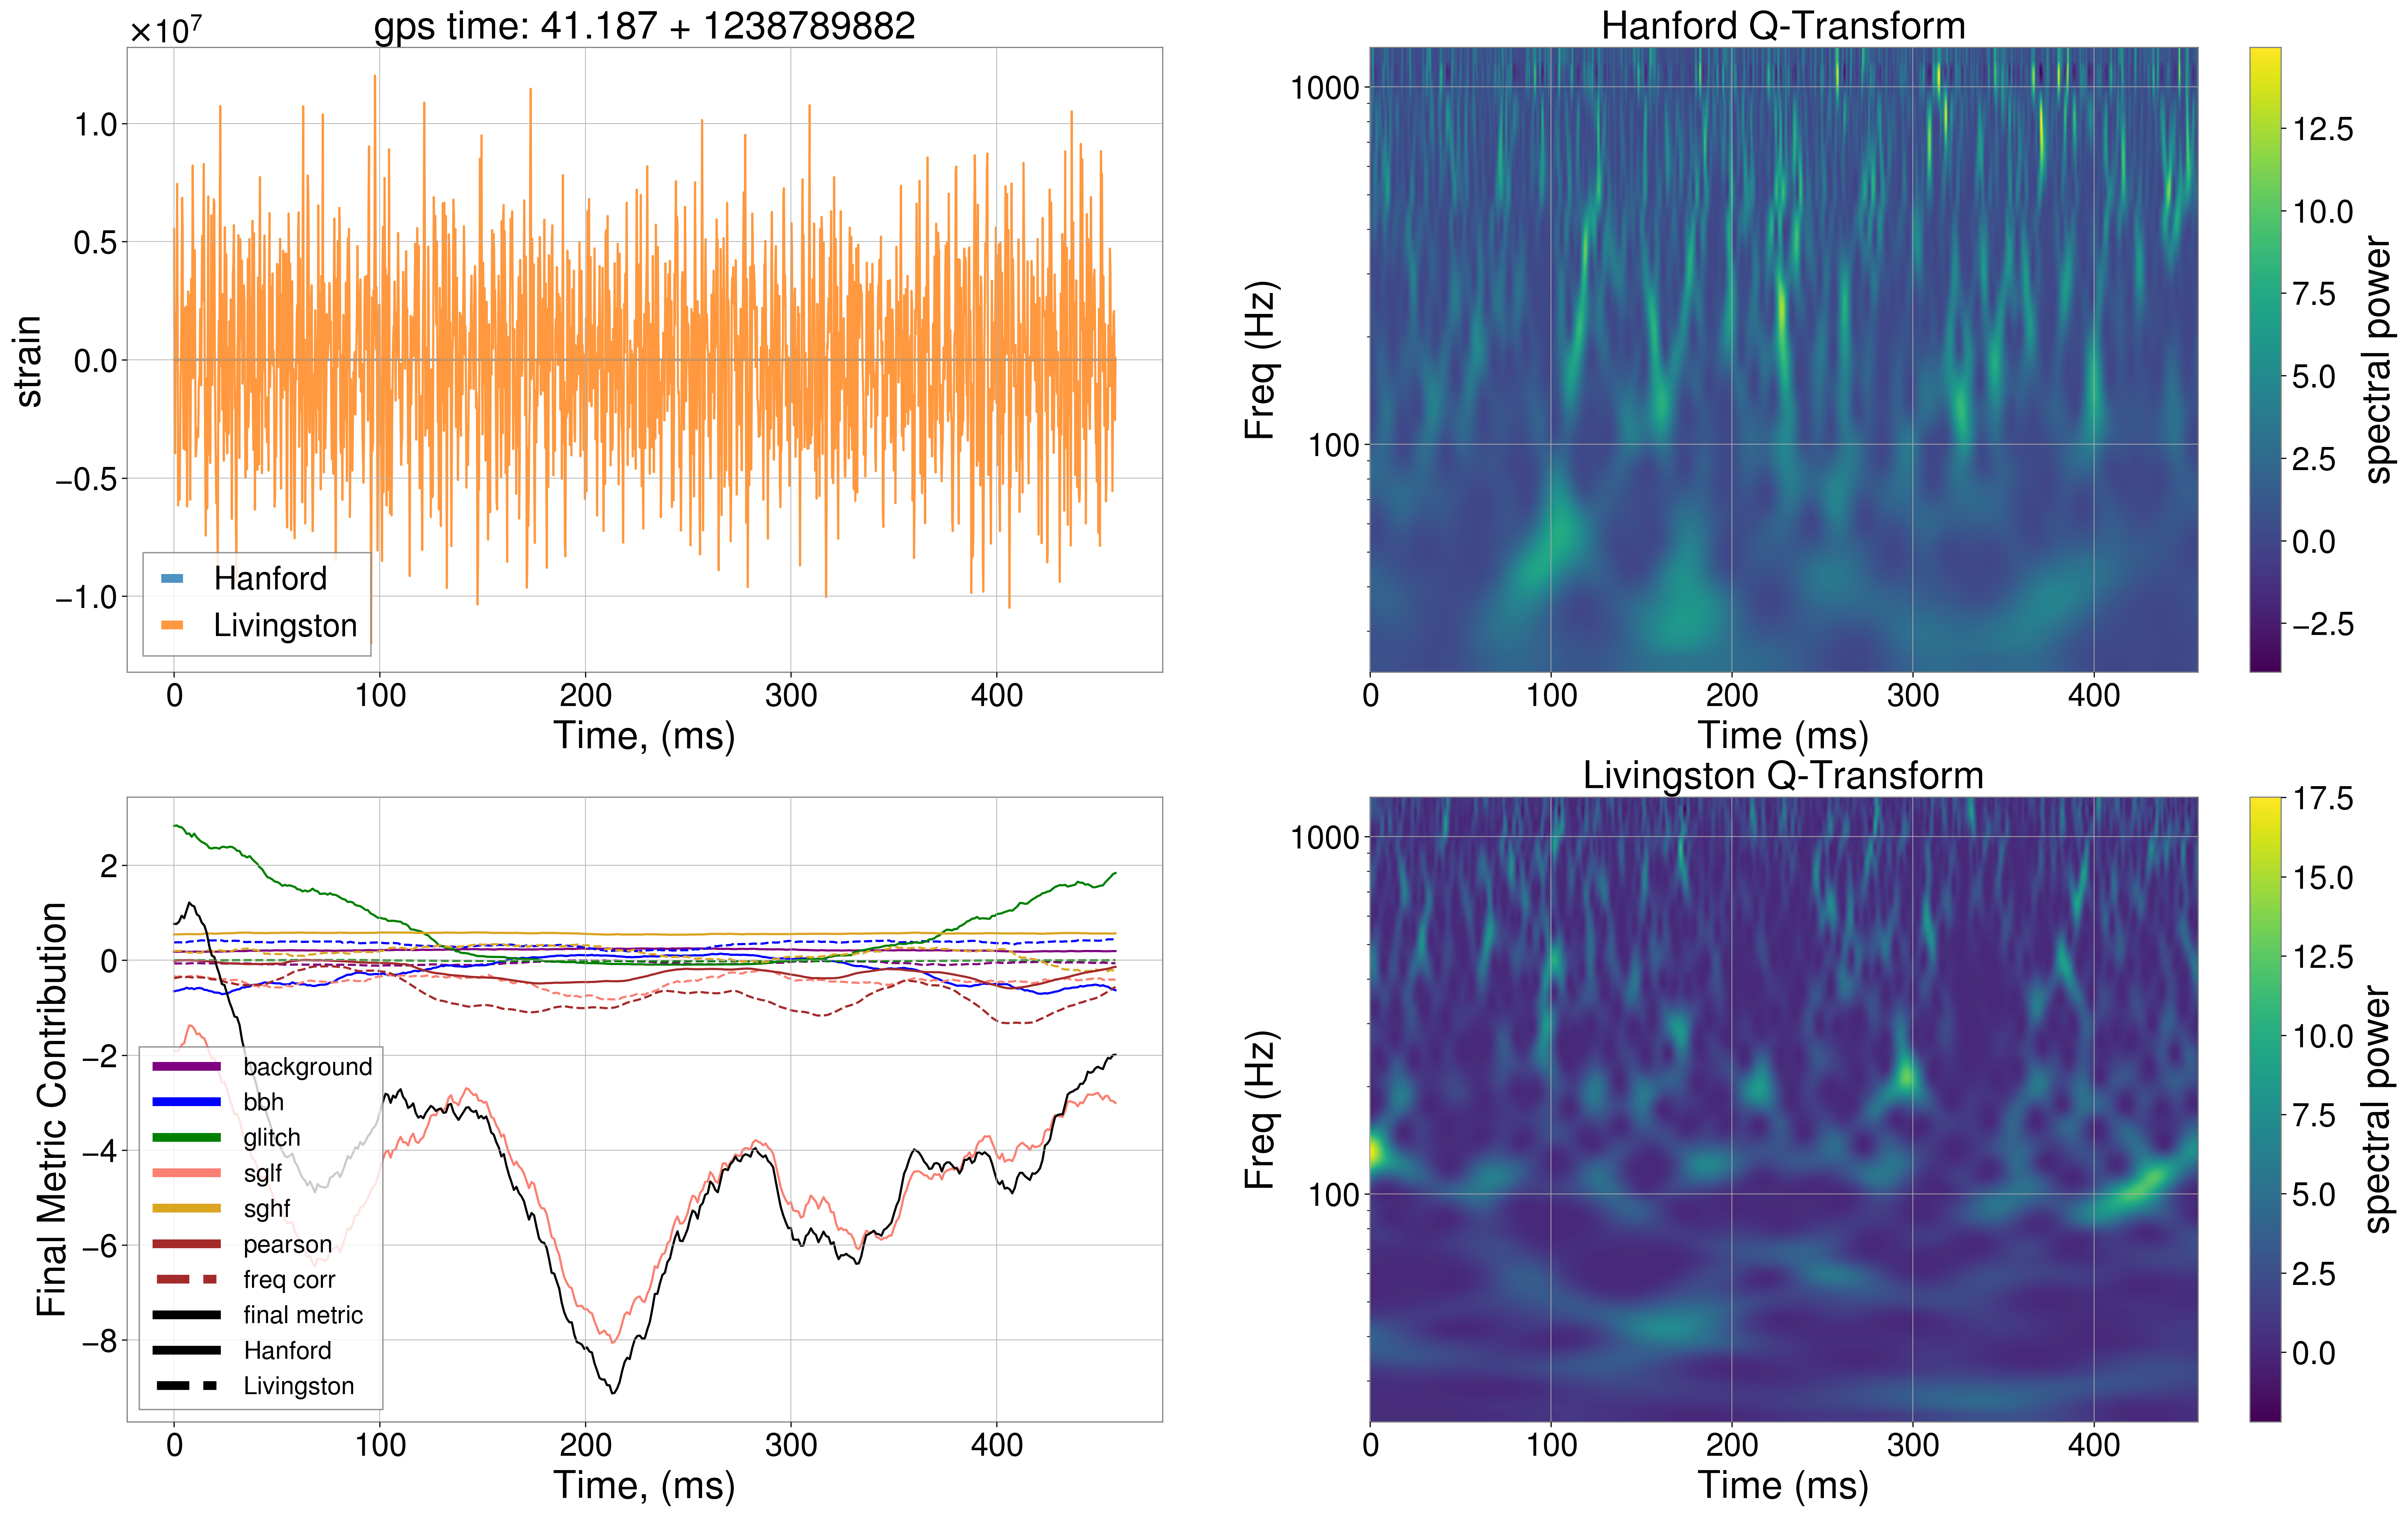 ×10⁷
gps time: 41.187 + 1238789882
1.0
0.5
0.0
−0.5
−1.0
strain
Hanford
Livingston
0 100 200 300 400
Time, (ms)
Hanford Q-Transform
1000
100
Freq (Hz)
0 100 200 300 400
Time (ms)
12.5
10.0
7.5
5.0
2.5
0.0
−2.5
spectral power
2
0
−2
−4
−6
−8
Final Metric Contribution
background
bbh
glitch
sglf
sghf
pearson
freq corr
final metric
Hanford
Livingston
0 100 200 300 400
Time, (ms)
Livingston Q-Transform
1000
100
Freq (Hz)
0 100 200 300 400
Time (ms)
17.5
15.0
12.5
10.0
7.5
5.0
2.5
0.0
spectral power